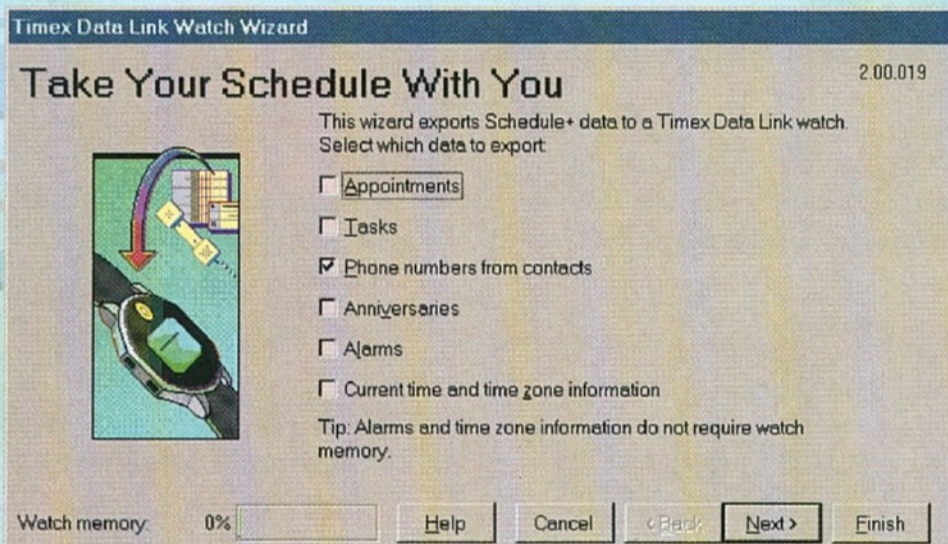 Timex Data Link Watch Wizard
Take Your Schedule With You
2.00.019
This wizard exports Schedule+ data to a Timex Data Link watch.
Select which data to export:
Appointments
Tasks
Phone numbers from contacts
Anniversaries
Alarms
Current time and time zone information
Tip: Alarms and time zone information do not require watch
memory.
Watch memory: 0%
Help
Cancel
< Back
Next >
Finish